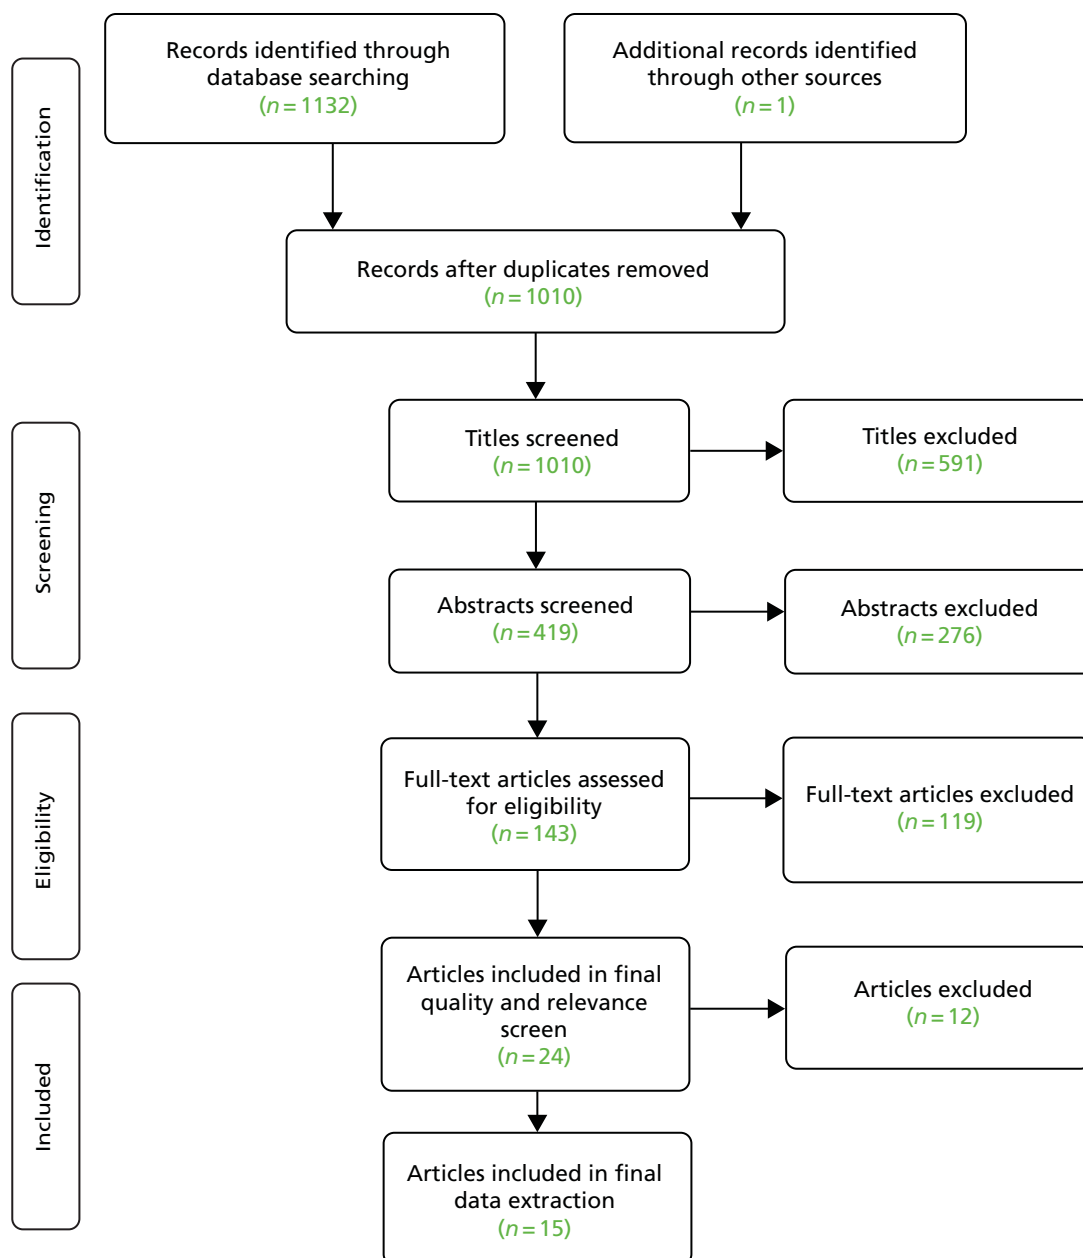 Identification
Records identified through
database searching
(n = 1132)
Additional records identified
through other sources
(n = 1)
Records after duplicates removed
(n = 1010)
Screening
Titles screened
(n = 1010)
Titles excluded
(n = 591)
Abstracts screened
(n = 419)
Abstracts excluded
(n = 276)
Eligibility
Full-text articles assessed
for eligibility
(n = 143)
Full-text articles excluded
(n = 119)
Included
Articles included in final
quality and relevance
screen
(n = 24)
Articles excluded
(n = 12)
Articles included in final
data extraction
(n = 15)